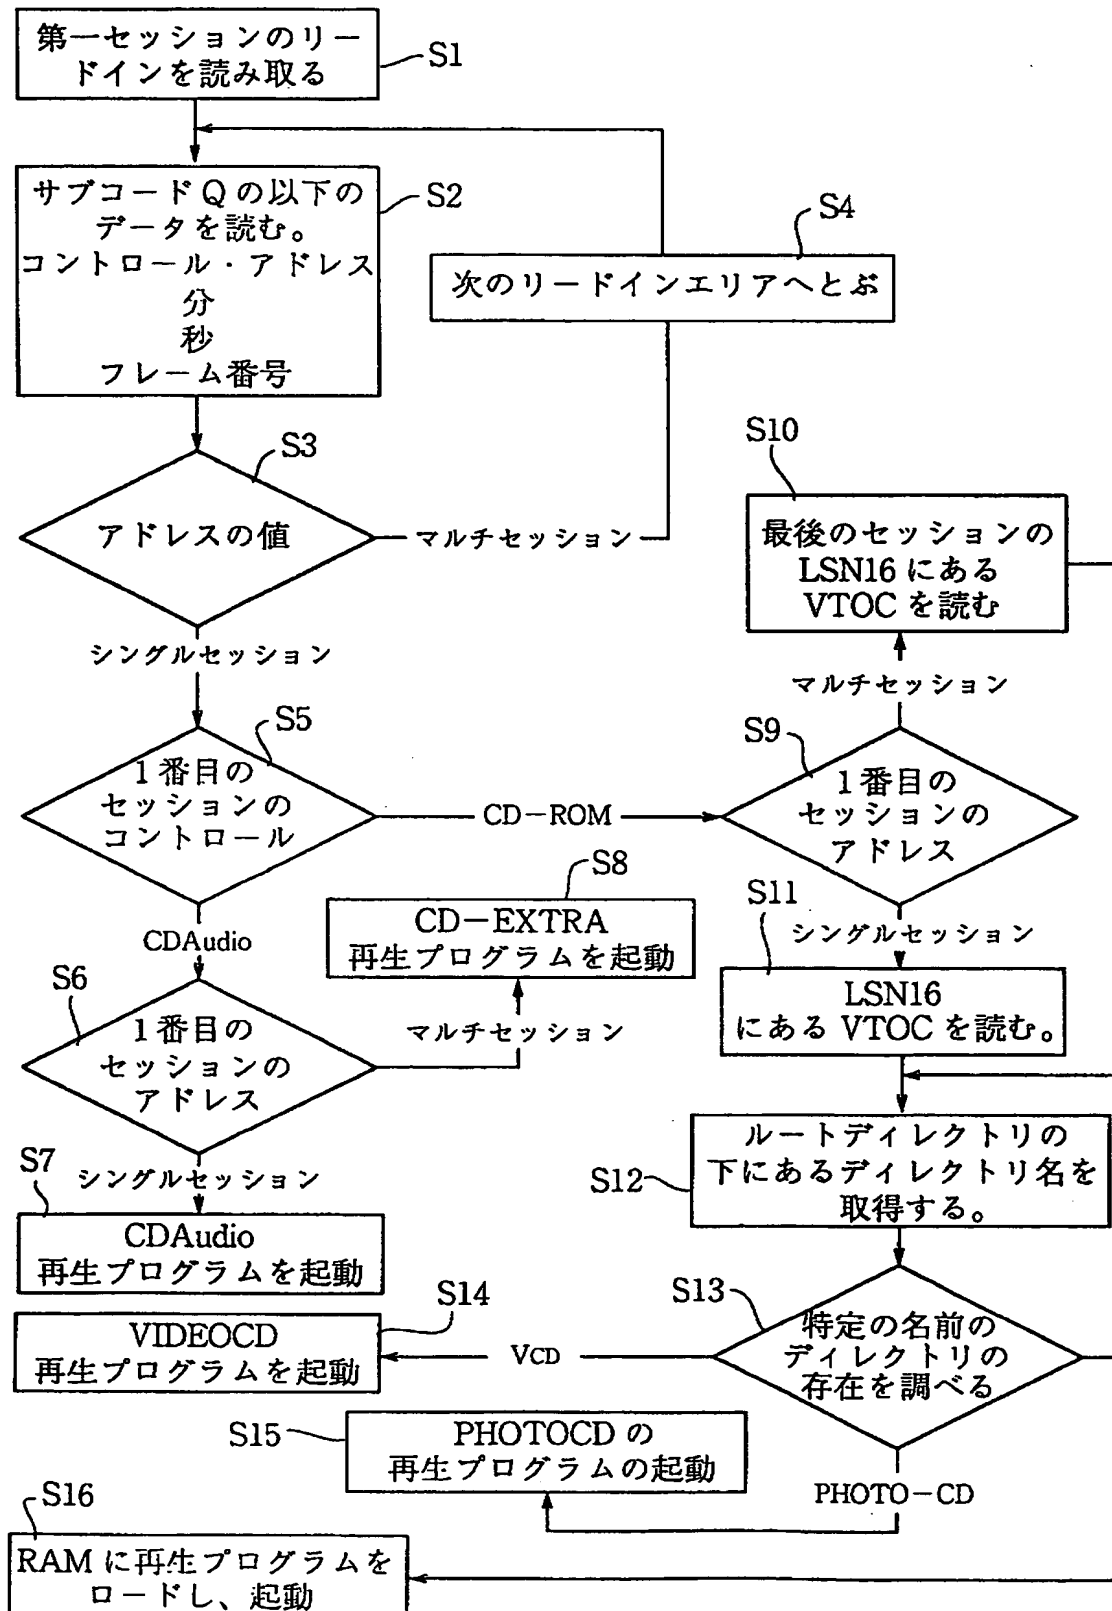 第一セッションのリー
ドインを読み取る
S1
サブコードQの以下の
データを読む。
コントロール・アドレス
分
秒
フレーム番号
S2
S4
次のリードインエリアへとぶ
S3
アドレスの値
マルチセッション
シングルセッション
S10
最後のセッションの
LSN16にある
VTOCを読む
マルチセッション
S5
1番目の
セッションの
コントロール
CD-ROM
S9
1番目の
セッションの
アドレス
CDAudio
S8
CD-EXTRA
再生プログラムを起動
S11
シングルセッション
LSN16
にあるVTOCを読む。
S6
1番目の
セッションの
アドレス
マルチセッション
S7
シングルセッション
CDAudio
再生プログラムを起動
S12
ルートディレクトリの
下にあるディレクトリ名を
取得する。
S13
特定の名前の
ディレクトリの
存在を調べる
S14
VIDEOCD
再生プログラムを起動
VCD
S15
PHOTOCDの
再生プログラムの起動
PHOTO-CD
S16
RAMに再生プログラムを
ロードし、起動